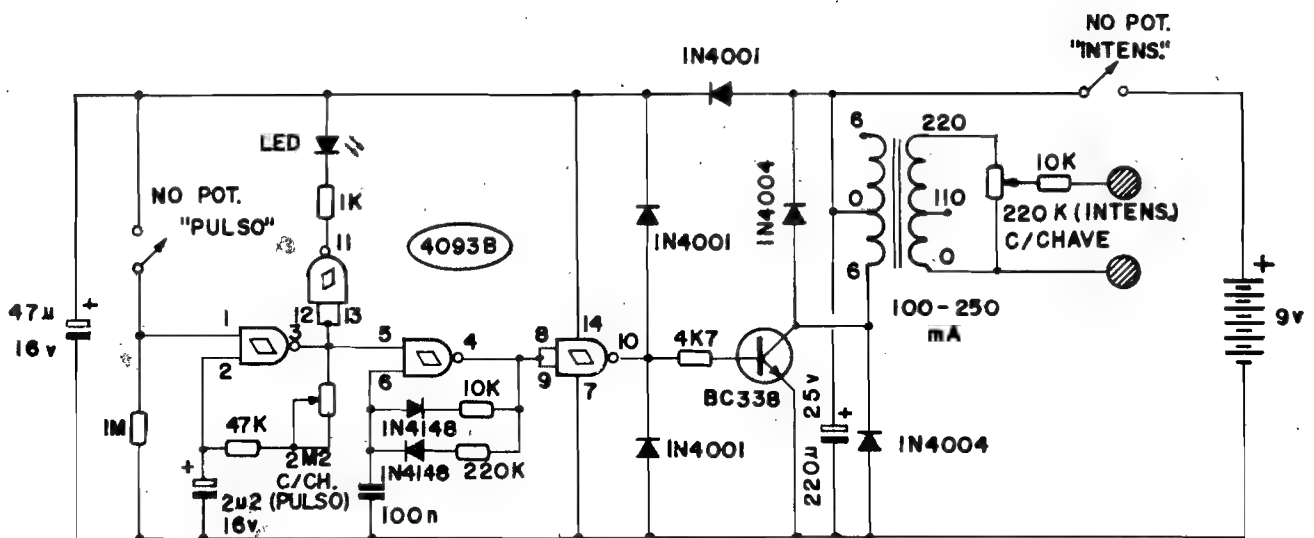 NO POT.
"INTENS."
1N4001
6
220
LED
10K
NO POT.
"PULSO"
1K
11
4093B
1N4004
0
110
220K (INTENS.)
C/CHAVE
1N4001
6
0
+
47µ
16v
12
13
1
3
2
5
4
6
8
9
14
10
7
4K7
100-250
mA
+
9v
BC338
1M
47K
10K
1N4148
2M2
C/CH.
(PULSO)
1N4148
220K
1N4001
25v
220µ
+
1N4004
+
2µ2
16v
100n